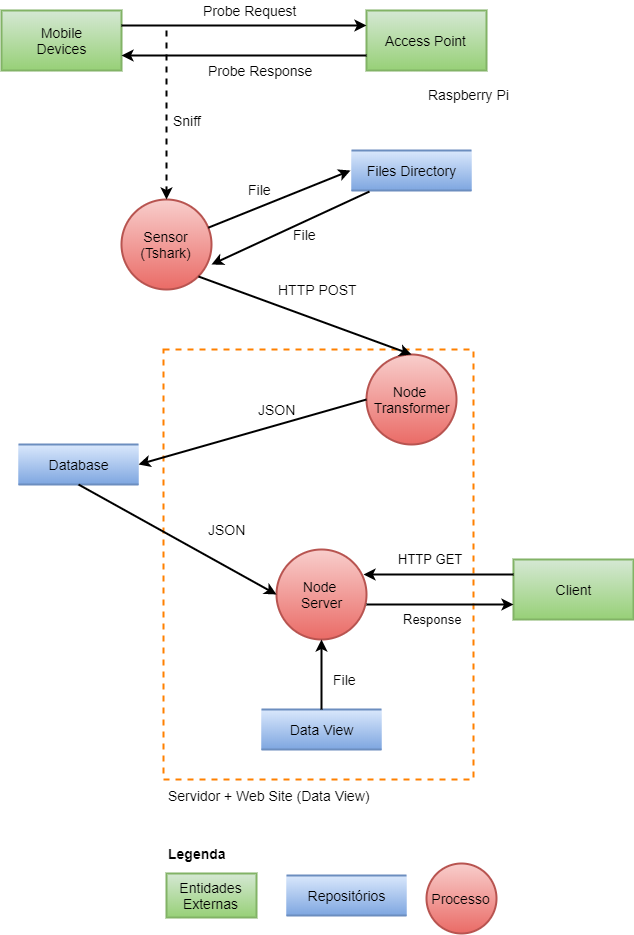 Probe Request
Mobile
Devices
Access Point
Probe Response
Raspberry Pi
Sniff
Files Directory
File
File
Sensor
(Tshark)
HTTP POST
Node
Transformer
JSON
Database
JSON
HTTP GET
Node
Server
Client
Response
File
Data View
Servidor + Web Site (Data View)
Legenda
Entidades
Externas
Repositórios
Processo